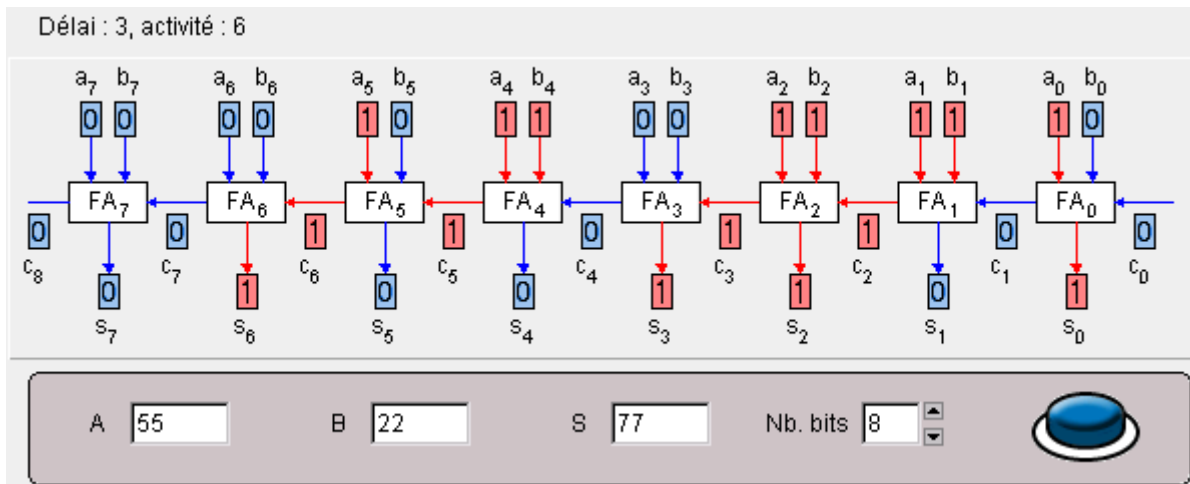 Délai : 3, activité : 6
a7 b7 a6 b6 a5 b5 a4 b4 a3 b3 a2 b2 a1 b1 a0 b0
0 0 0 0 1 0 1 1 0 0 1 1 1 1 1 0
FA7 FA6 FA5 FA4 FA3 FA2 FA1 FA0
0 0 1 1 0 1 1 0 0
c8 c7 c6 c5 c4 c3 c2 c1 c0
0 1 0 0 1 1 0 1
s7 s6 s5 s4 s3 s2 s1 s0
A 55 B 22 S 77 Nb. bits 8